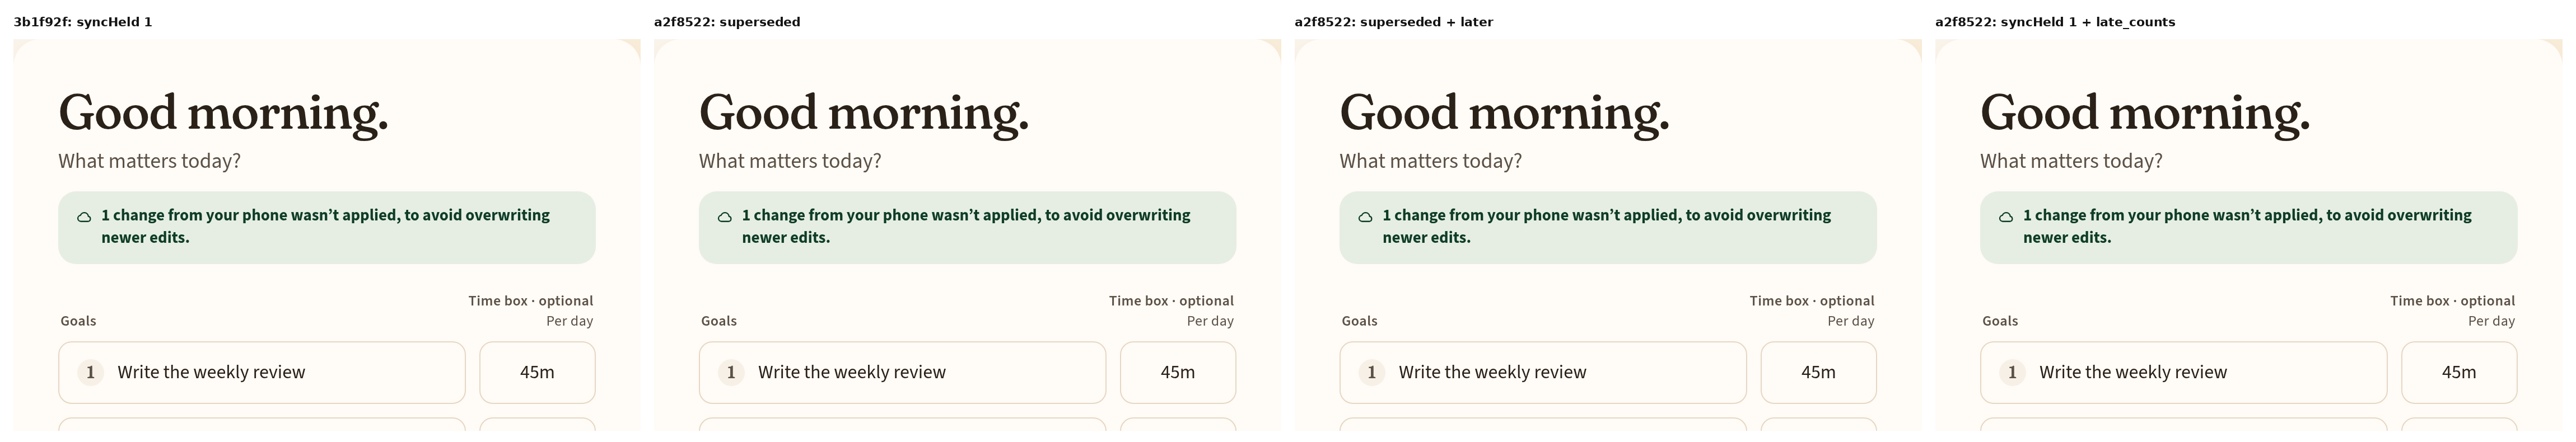 3b1f92f: syncHeld 1
Good morning.
What matters today?
1 change from your phone wasn’t applied, to avoid overwriting
newer edits.
Time box · optional
Goals
Per day
1
Write the weekly review
45m
a2f8522: superseded
Good morning.
What matters today?
1 change from your phone wasn’t applied, to avoid overwriting
newer edits.
Time box · optional
Goals
Per day
1
Write the weekly review
45m
a2f8522: superseded + later
Good morning.
What matters today?
1 change from your phone wasn’t applied, to avoid overwriting
newer edits.
Time box · optional
Goals
Per day
1
Write the weekly review
45m
a2f8522: syncHeld 1 + late_counts
Good morning.
What matters today?
1 change from your phone wasn’t applied, to avoid overwriting
newer edits.
Time box · optional
Goals
Per day
1
Write the weekly review
45m